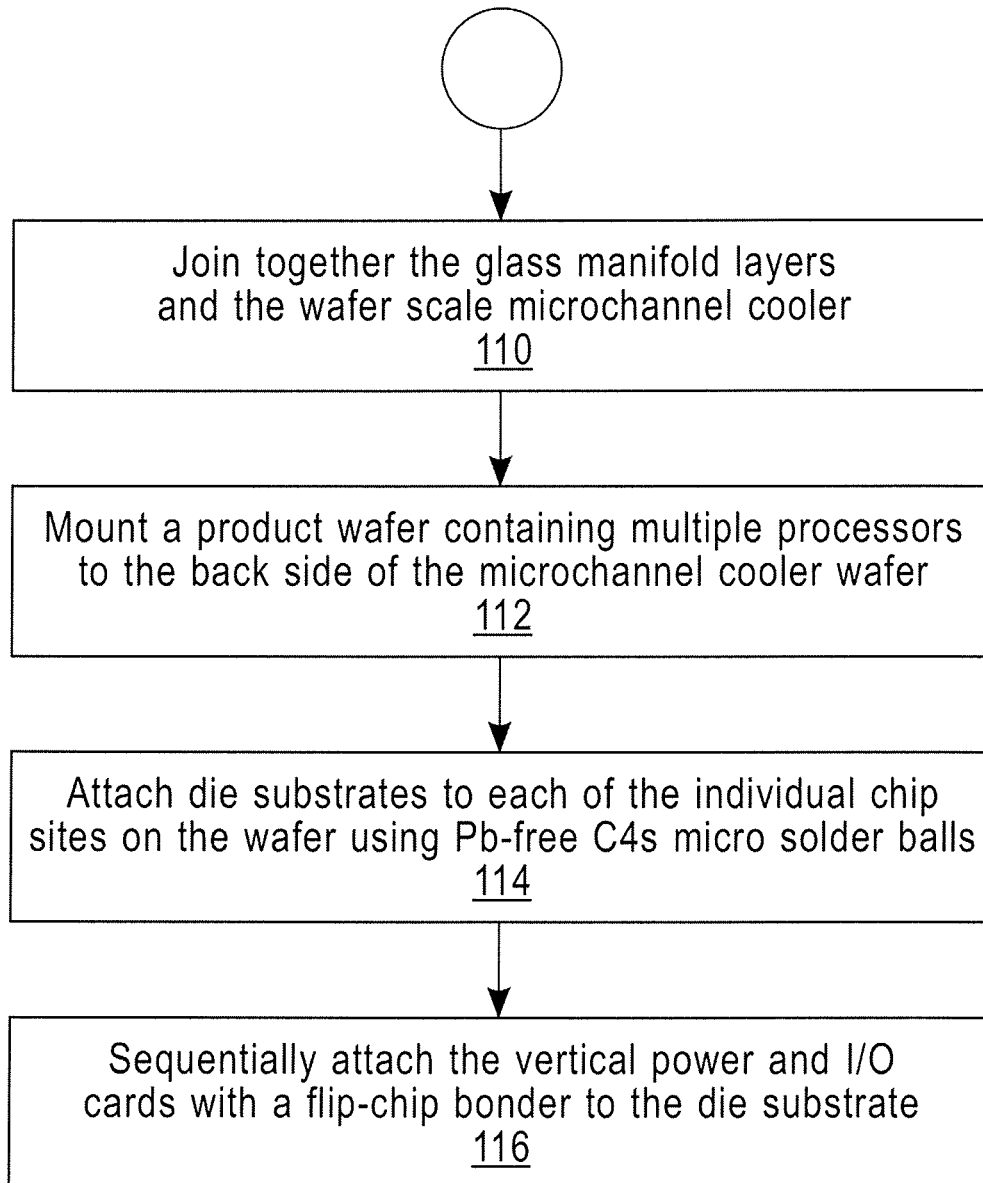 Join together the glass manifold layers
and the wafer scale microchannel cooler
110
Mount a product wafer containing multiple processors
to the back side of the microchannel cooler wafer
112
Attach die substrates to each of the individual chip
sites on the wafer using Pb-free C4s micro solder balls
114
Sequentially attach the vertical power and I/O
cards with a flip-chip bonder to the die substrate
116